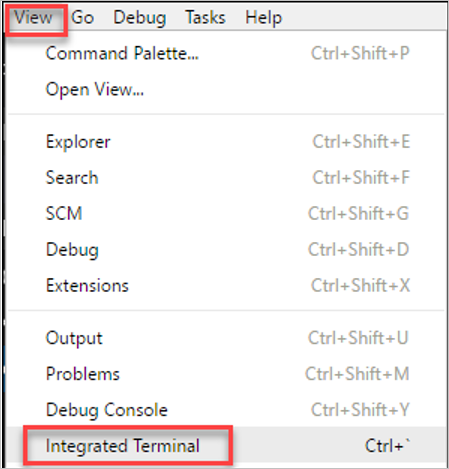 View Go Debug Tasks Help
Command Palette... Ctrl+Shift+P
Open View...
Explorer Ctrl+Shift+E
Search Ctrl+Shift+F
SCM Ctrl+Shift+G
Debug Ctrl+Shift+D
Extensions Ctrl+Shift+X
Output Ctrl+Shift+U
Problems Ctrl+Shift+M
Debug Console Ctrl+Shift+Y
Integrated Terminal Ctrl+`